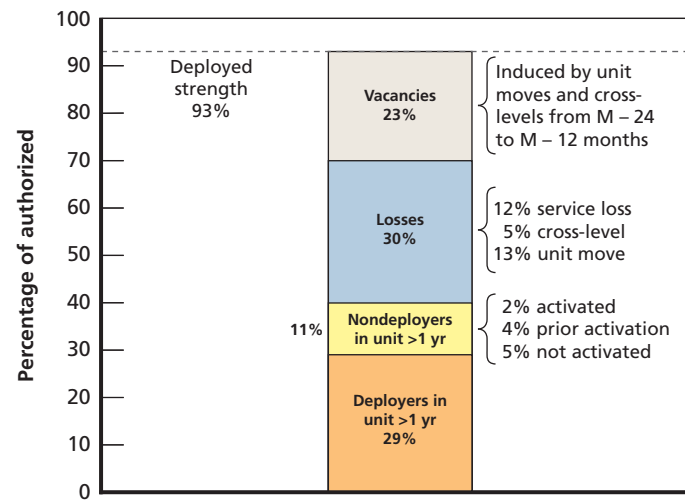 Percentage of authorized
100
90
80
70
60
50
40
30
20
10
0
Deployed
strength
93%
Vacancies
23%
Induced by unit
moves and cross-
levels from M – 24
to M – 12 months
Losses
30%
12% service loss
5% cross-level
13% unit move
11%
Nondeployers
in unit >1 yr
2% activated
4% prior activation
5% not activated
Deployers in
unit >1 yr
29%